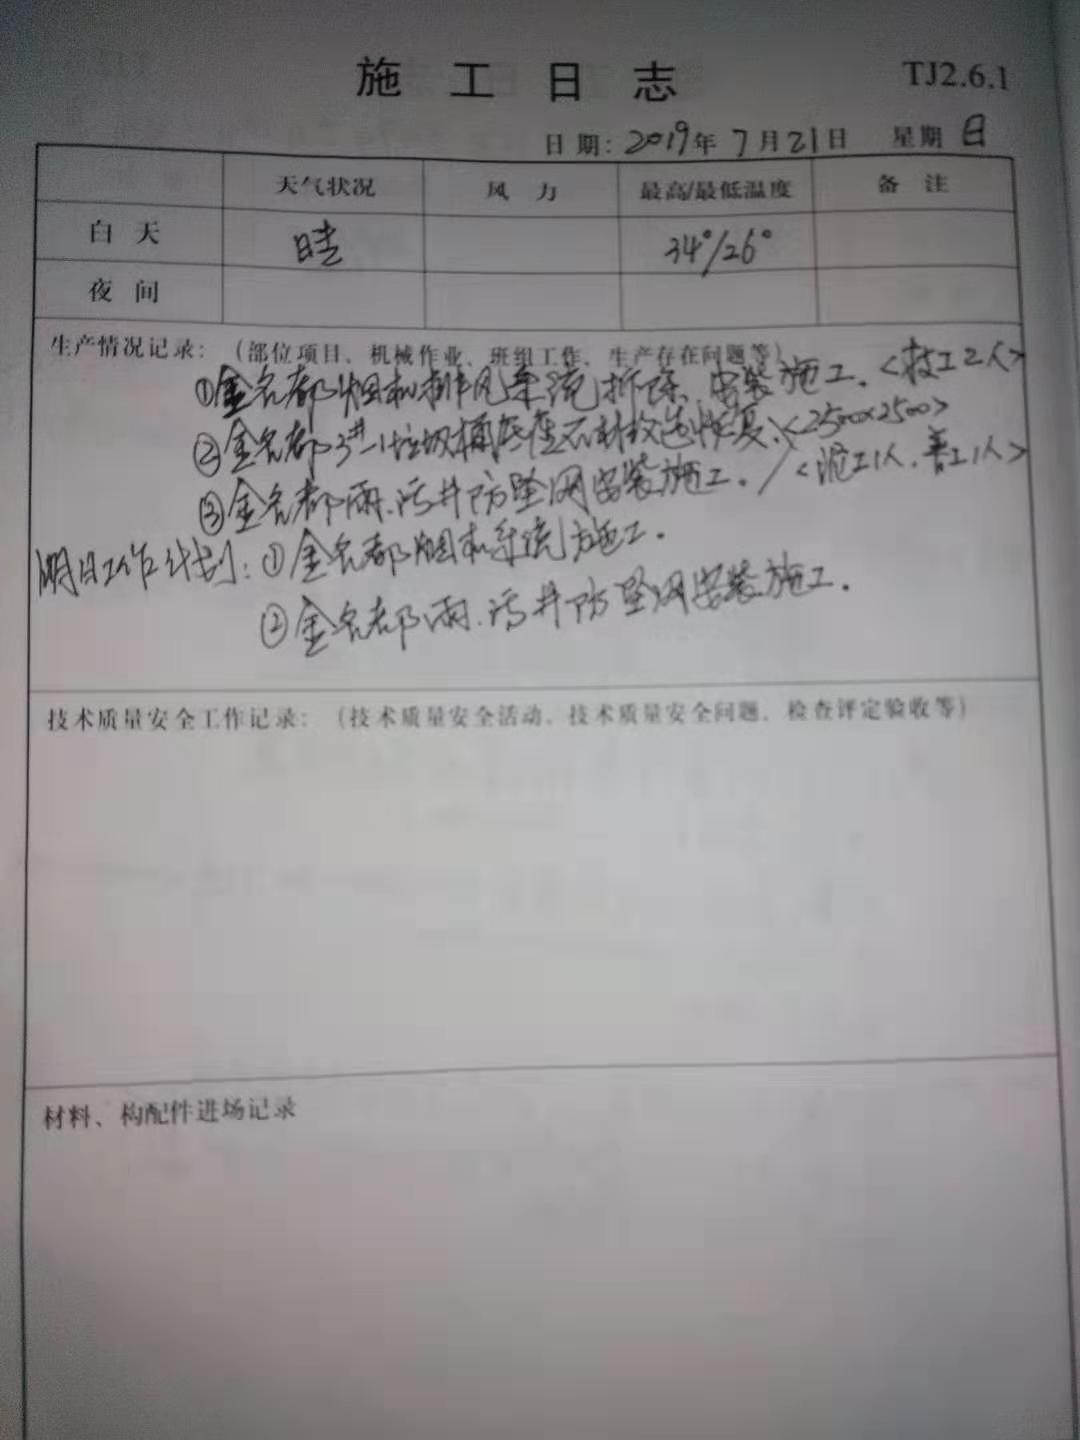 施工日志
TJ2.6.1
日期: 2019年 7月21日 星期 日
天气状况 风力 最高/最低温度 备注
白天 晴 34°/26°
夜间
生产情况记录: (部位项目、机械作业、班组工作、生产存在问题等)
①金名都烟机排风系统拆除、安装施工.<技工2人>
②金名都3#-1垃圾桶底座石材改造恢复.<2500×2500>
③金名都雨.污井防坠网安装施工. <泥工1人.普工1人>
明日工作计划: ①金名都烟机系统施工.
②金名都雨.污井防坠网安装施工.
技术质量安全工作记录: (技术质量安全活动、技术质量安全问题、检查评定验收等)
材料、构配件进场记录